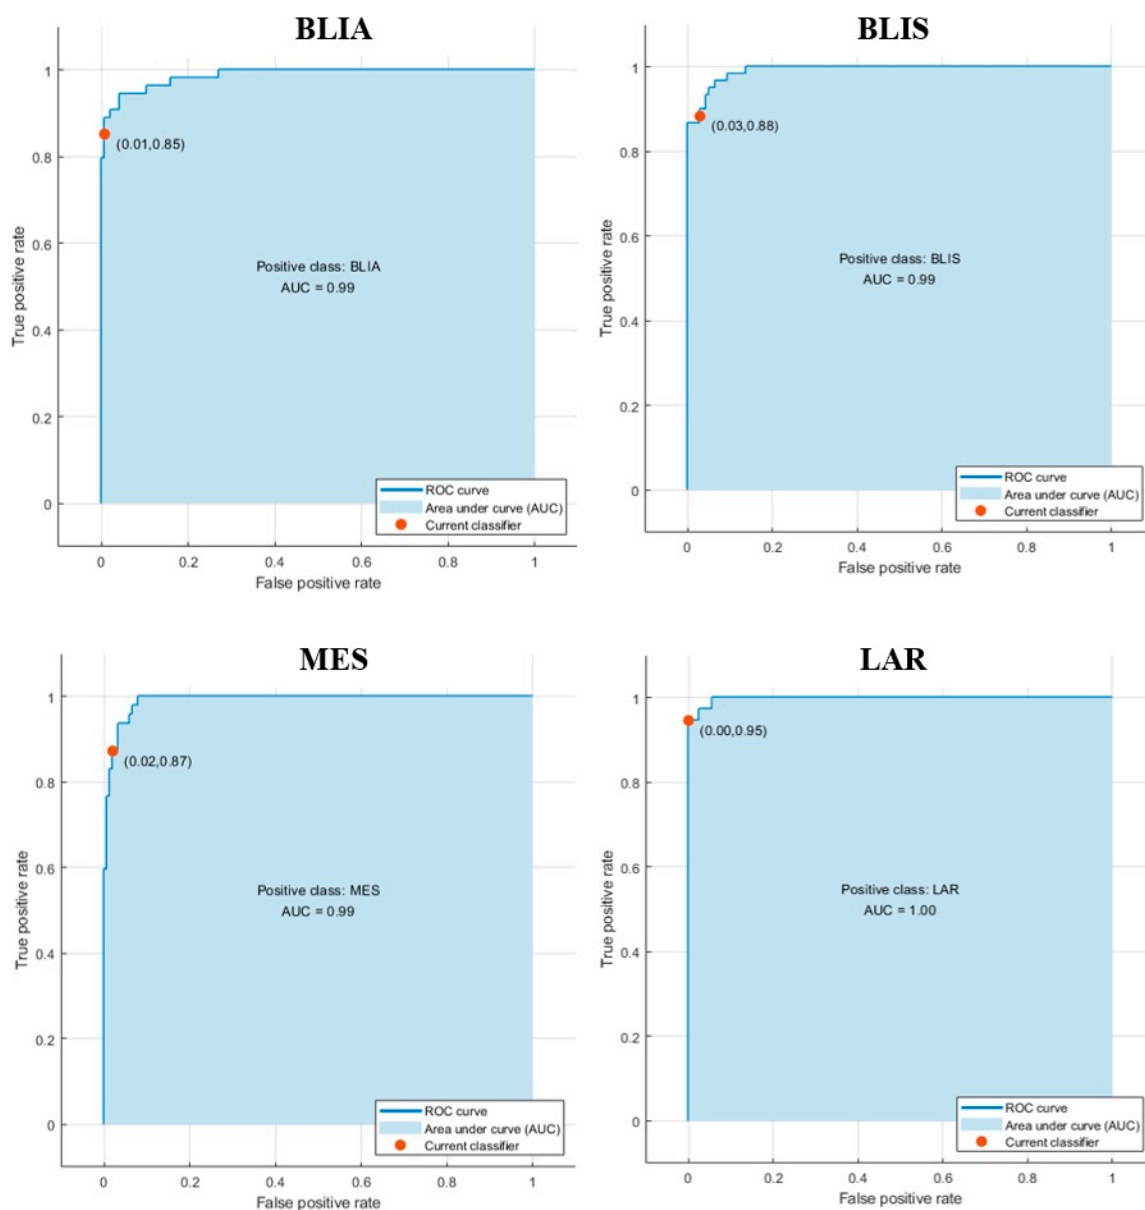 BLIA
1
0.8
0.6
0.4
0.2
0
True positive rate
(0.01,0.85)
Positive class: BLIA
AUC = 0.99
ROC curve
Area under curve (AUC)
Current classifier
0
0.2
0.4
0.6
0.8
1
False positive rate
BLIS
1
0.8
0.6
0.4
0.2
0
True positive rate
(0.03,0.88)
Positive class: BLIS
AUC = 0.99
ROC curve
Area under curve (AUC)
Current classifier
0
0.2
0.4
0.6
0.8
1
False positive rate
MES
1
0.8
0.6
0.4
0.2
0
True positive rate
(0.02,0.87)
Positive class: MES
AUC = 0.99
ROC curve
Area under curve (AUC)
Current classifier
0
0.2
0.4
0.6
0.8
1
False positive rate
LAR
1
0.8
0.6
0.4
0.2
0
True positive rate
(0.00,0.95)
Positive class: LAR
AUC = 1.00
ROC curve
Area under curve (AUC)
Current classifier
0
0.2
0.4
0.6
0.8
1
False positive rate